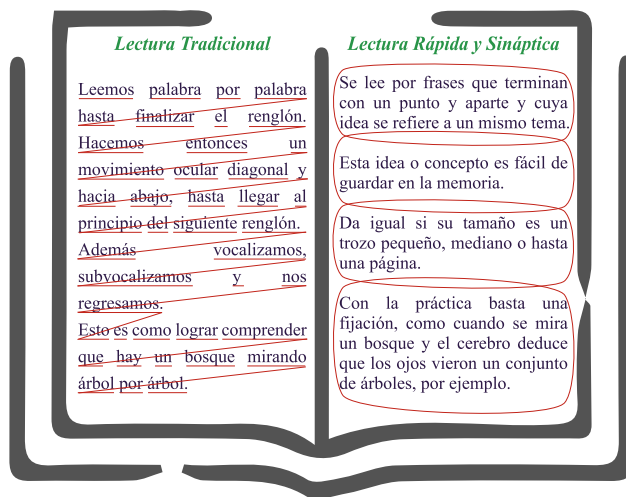 Lectura Tradicional
Leemos palabra por palabra
hasta finalizar el renglón.
Hacemos entonces un
movimiento ocular diagonal y
hacia abajo, hasta llegar al
principio del siguiente renglón.
Además vocalizamos,
subvocalizamos y nos
regresamos.
Esto es como lograr comprender
que hay un bosque mirando
árbol por árbol.
Lectura Rápida y Sináptica
Se lee por frases que terminan
con un punto y aparte y cuya
idea se refiere a un mismo tema.
Esta idea o concepto es fácil de
guardar en la memoria.
Da igual si su tamaño es un
trozo pequeño, mediano o hasta
una página.
Con la práctica basta una
fijación, como cuando se mira
un bosque y el cerebro deduce
que los ojos vieron un conjunto
de árboles, por ejemplo.